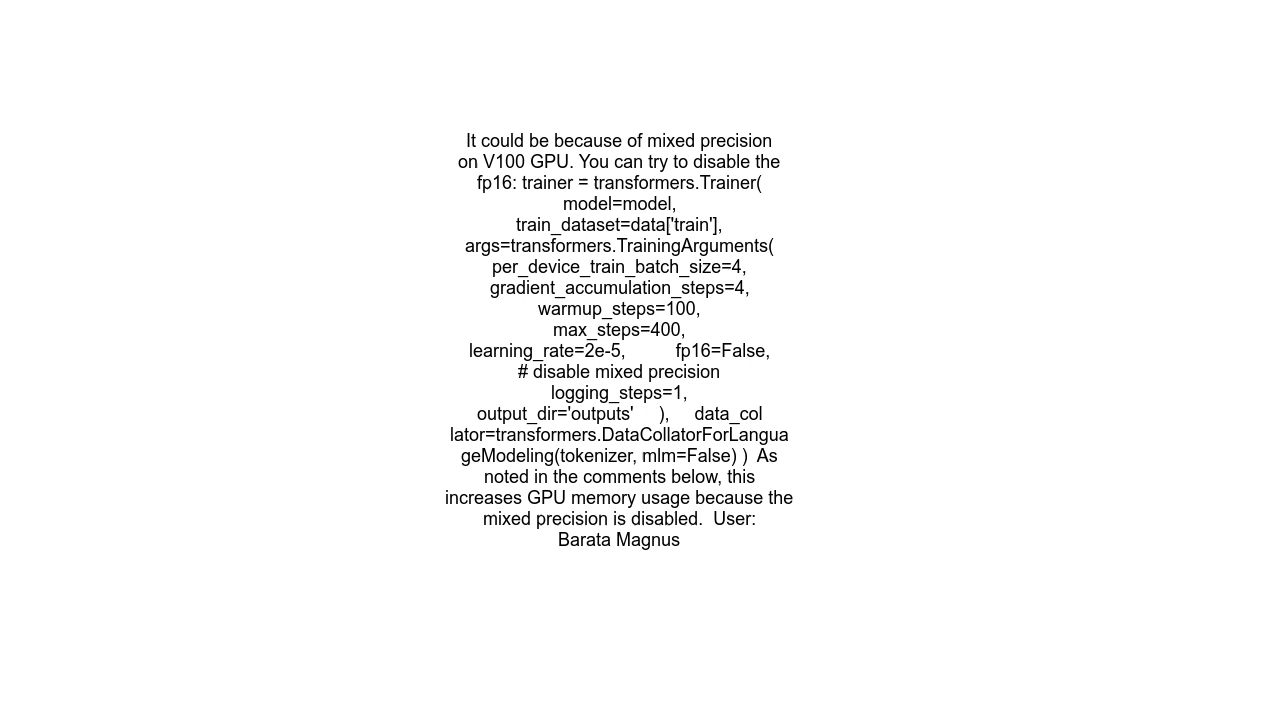 It could be because of mixed precision
on V100 GPU. You can try to disable the
fp16: trainer = transformers.Trainer(
model=model,
train_dataset=data['train'],
args=transformers.TrainingArguments(
per_device_train_batch_size=4,
gradient_accumulation_steps=4,
warmup_steps=100,
max_steps=400,
learning_rate=2e-5,          fp16=False,
# disable mixed precision
logging_steps=1,
output_dir='outputs'     ),     data_col
lator=transformers.DataCollatorForLangua
geModeling(tokenizer, mlm=False) )  As
noted in the comments below, this
increases GPU memory usage because the
mixed precision is disabled.  User:
Barata Magnus